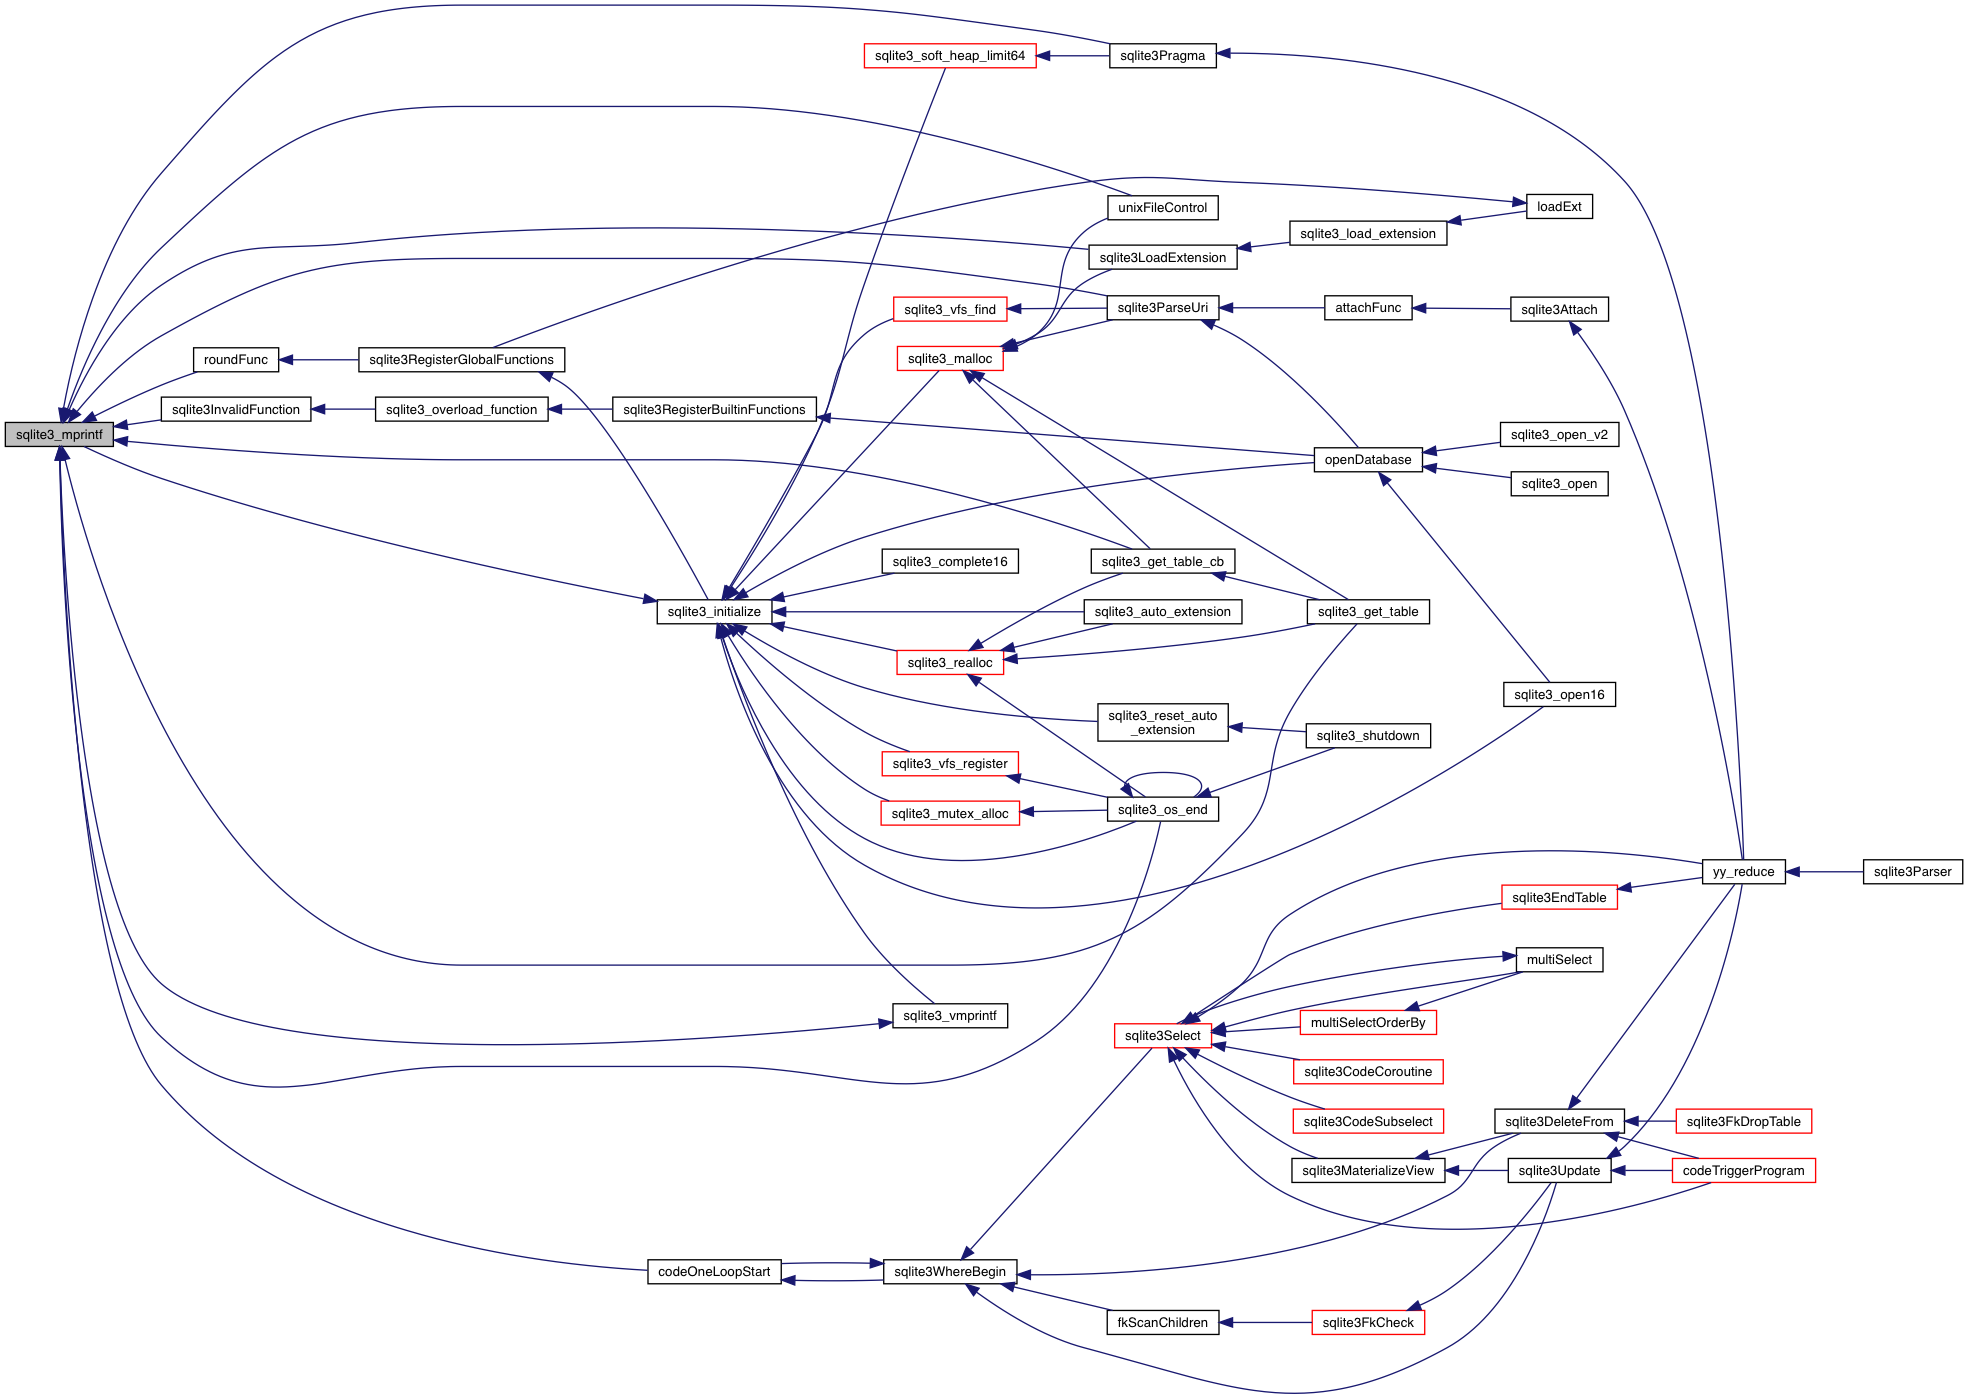 sqlite3_soft_heap_limit64
sqlite3Pragma
unixFileControl
loadExt
sqlite3_load_extension
sqlite3LoadExtension
sqlite3_vfs_find
sqlite3ParseUri
attachFunc
sqlite3Attach
roundFunc
sqlite3RegisterGlobalFunctions
sqlite3_malloc
sqlite3InvalidFunction
sqlite3_overload_function
sqlite3RegisterBuiltinFunctions
sqlite3_mprintf
sqlite3_open_v2
openDatabase
sqlite3_open
sqlite3_complete16
sqlite3_get_table_cb
sqlite3_initialize
sqlite3_auto_extension
sqlite3_get_table
sqlite3_realloc
sqlite3_open16
sqlite3_reset_auto
_extension
sqlite3_shutdown
sqlite3_vfs_register
sqlite3_os_end
sqlite3_mutex_alloc
yy_reduce
sqlite3Parser
sqlite3EndTable
multiSelect
sqlite3_vmprintf
multiSelectOrderBy
sqlite3Select
sqlite3CodeCoroutine
sqlite3CodeSubselect
sqlite3DeleteFrom
sqlite3FkDropTable
sqlite3MaterializeView
sqlite3Update
codeTriggerProgram
codeOneLoopStart
sqlite3WhereBegin
fkScanChildren
sqlite3FkCheck